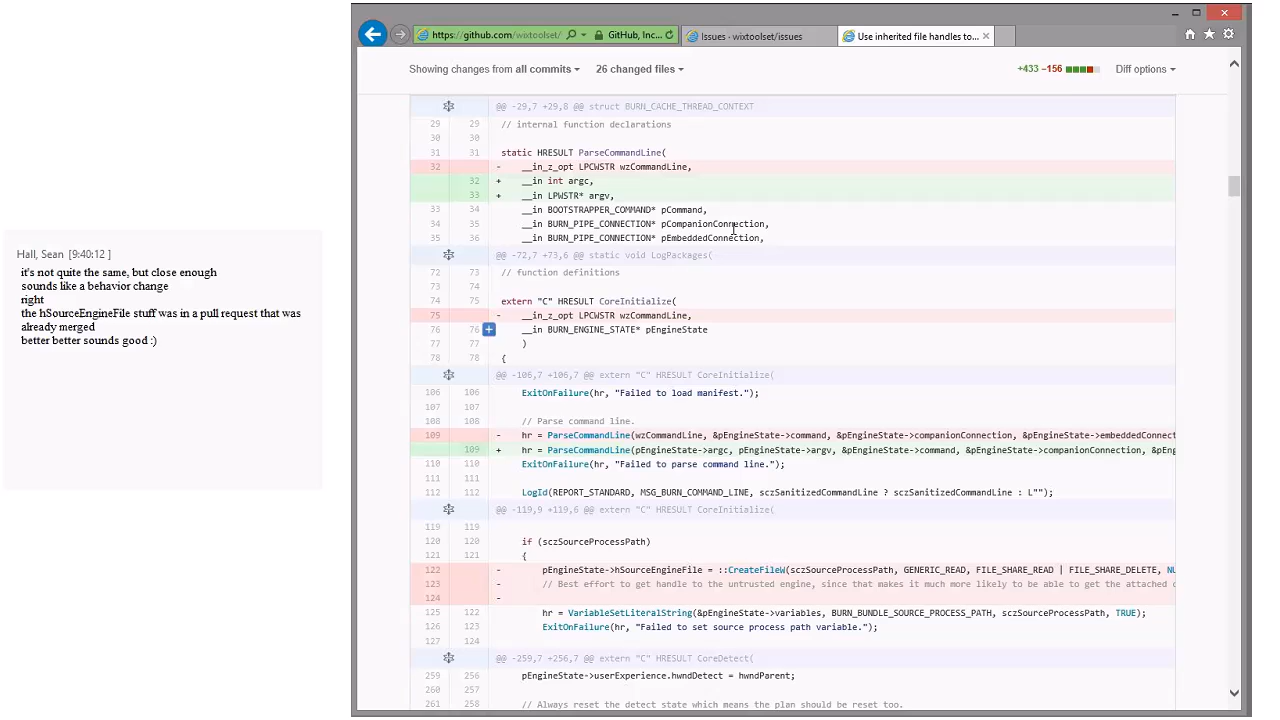 Hall, Sean [9:40:12 ]
it's not quite the same, but close enough
sounds like a behavior change
right
the hSourceEngineFile stuff was in a pull request that was
already merged
better better sounds good :)
https://github.com/wixtoolset/ GitHub, Inc... Issues - wixtoolset/issues Use inherited file handles to...
Showing changes from all commits 26 changed files +433 −156 Diff options
@@ -29,7 +29,8 @@ struct BURN_CACHE_THREAD_CONTEXT
29 29 // internal function declarations
30 30
31 31 static HRESULT ParseCommandLine(
32 - __in_z_opt LPCWSTR wzCommandLine,
32 + __in int argc,
33 + __in LPWSTR* argv,
33 34 __in BOOTSTRAPPER_COMMAND* pCommand,
34 35 __in BURN_PIPE_CONNECTION* pCompanionConnection,
35 36 __in BURN_PIPE_CONNECTION* pEmbeddedConnection,
@@ -72,7 +73,6 @@ static void LogPackages(
72 73 // function definitions
73 74
74 75 extern "C" HRESULT CoreInitialize(
75 - __in_z_opt LPCWSTR wzCommandLine,
76 76 + __in BURN_ENGINE_STATE* pEngineState
77 77 )
78 78 {
@@ -106,7 +106,7 @@ extern "C" HRESULT CoreInitialize(
106 106 ExitOnFailure(hr, "Failed to load manifest.");
107 107
108 108 // Parse command line.
109 - hr = ParseCommandLine(wzCommandLine, &pEngineState->command, &pEngineState->companionConnection, &pEngineState->embeddedConnect
109 + hr = ParseCommandLine(pEngineState->argc, pEngineState->argv, &pEngineState->command, &pEngineState->companionConnection, &pEng
110 110 ExitOnFailure(hr, "Failed to parse command line.");
111 111
112 112 LogId(REPORT_STANDARD, MSG_BURN_COMMAND_LINE, sczSanitizedCommandLine ? sczSanitizedCommandLine : L"");
@@ -119,9 +119,6 @@ extern "C" HRESULT CoreInitialize(
119 119
120 120 if (sczSourceProcessPath)
121 121 {
122 - pEngineState->hSourceEngineFile = ::CreateFileW(sczSourceProcessPath, GENERIC_READ, FILE_SHARE_READ | FILE_SHARE_DELETE, NU
123 - // Best effort to get handle to the untrusted engine, since that makes it much more likely to be able to get the attached c
124 -
125 122 hr = VariableSetLiteralString(&pEngineState->variables, BURN_BUNDLE_SOURCE_PROCESS_PATH, sczSourceProcessPath, TRUE);
126 123 ExitOnFailure(hr, "Failed to set source process path variable.");
127 124
@@ -259,7 +256,7 @@ extern "C" HRESULT CoreDetect(
259 256 pEngineState->userExperience.hwndDetect = hwndParent;
260 257
261 258 // Always reset the detect state which means the plan should be reset too.